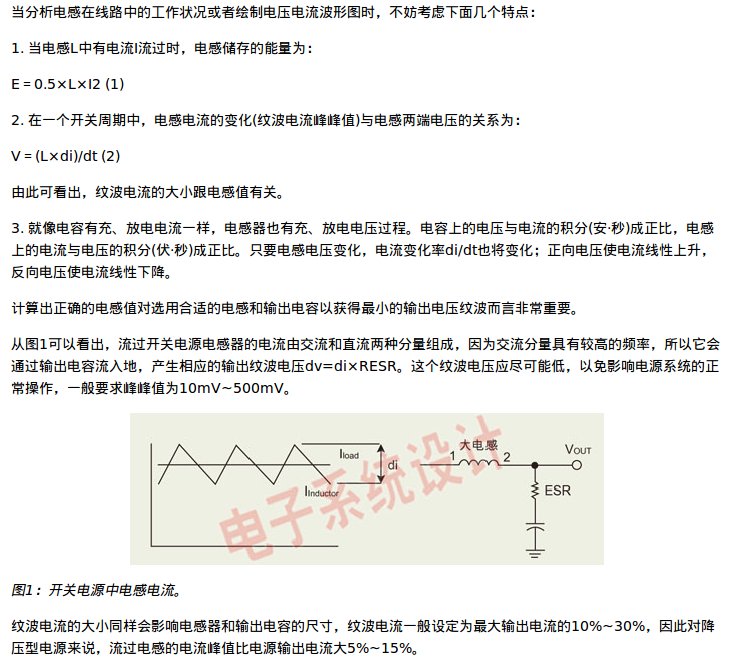 当分析电感在线路中的工作状况或者绘制电压电流波形图时，不妨考虑下面几个特点：
1. 当电感L中有电流I流过时，电感储存的能量为：
E = 0.5×L×I2 (1)
2. 在一个开关周期中，电感电流的变化(纹波电流峰峰值)与电感两端电压的关系为：
V = (L×di)/dt (2)
由此可看出，纹波电流的大小跟电感值有关。
3. 就像电容有充、放电电流一样，电感器也有充、放电电压过程。电容上的电压与电流的积分(安·秒)成正比，电感
上的电流与电压的积分(伏·秒)成正比。只要电感电压变化，电流变化率di/dt也将变化；正向电压使电流线性上升，
反向电压使电流线性下降。
计算出正确的电感值对选用合适的电感和输出电容以获得最小的输出电压纹波而言非常重要。
从图1可以看出，流过开关电源电感器的电流由交流和直流两种分量组成，因为交流分量具有较高的频率，所以它会
通过输出电容流入地，产生相应的输出纹波电压dv=di×RESR。这个纹波电压应尽可能低，以免影响电源系统的正
常操作，一般要求峰峰值为10mV~500mV。
Iload
di
IInductor
大电感
1
2
VOUT
ESR
电子系统设计
图1：开关电源中电感电流。
纹波电流的大小同样会影响电感器和输出电容的尺寸，纹波电流一般设定为最大输出电流的10%~30%，因此对降
压型电源来说，流过电感的电流峰值比电源输出电流大5%~15%。